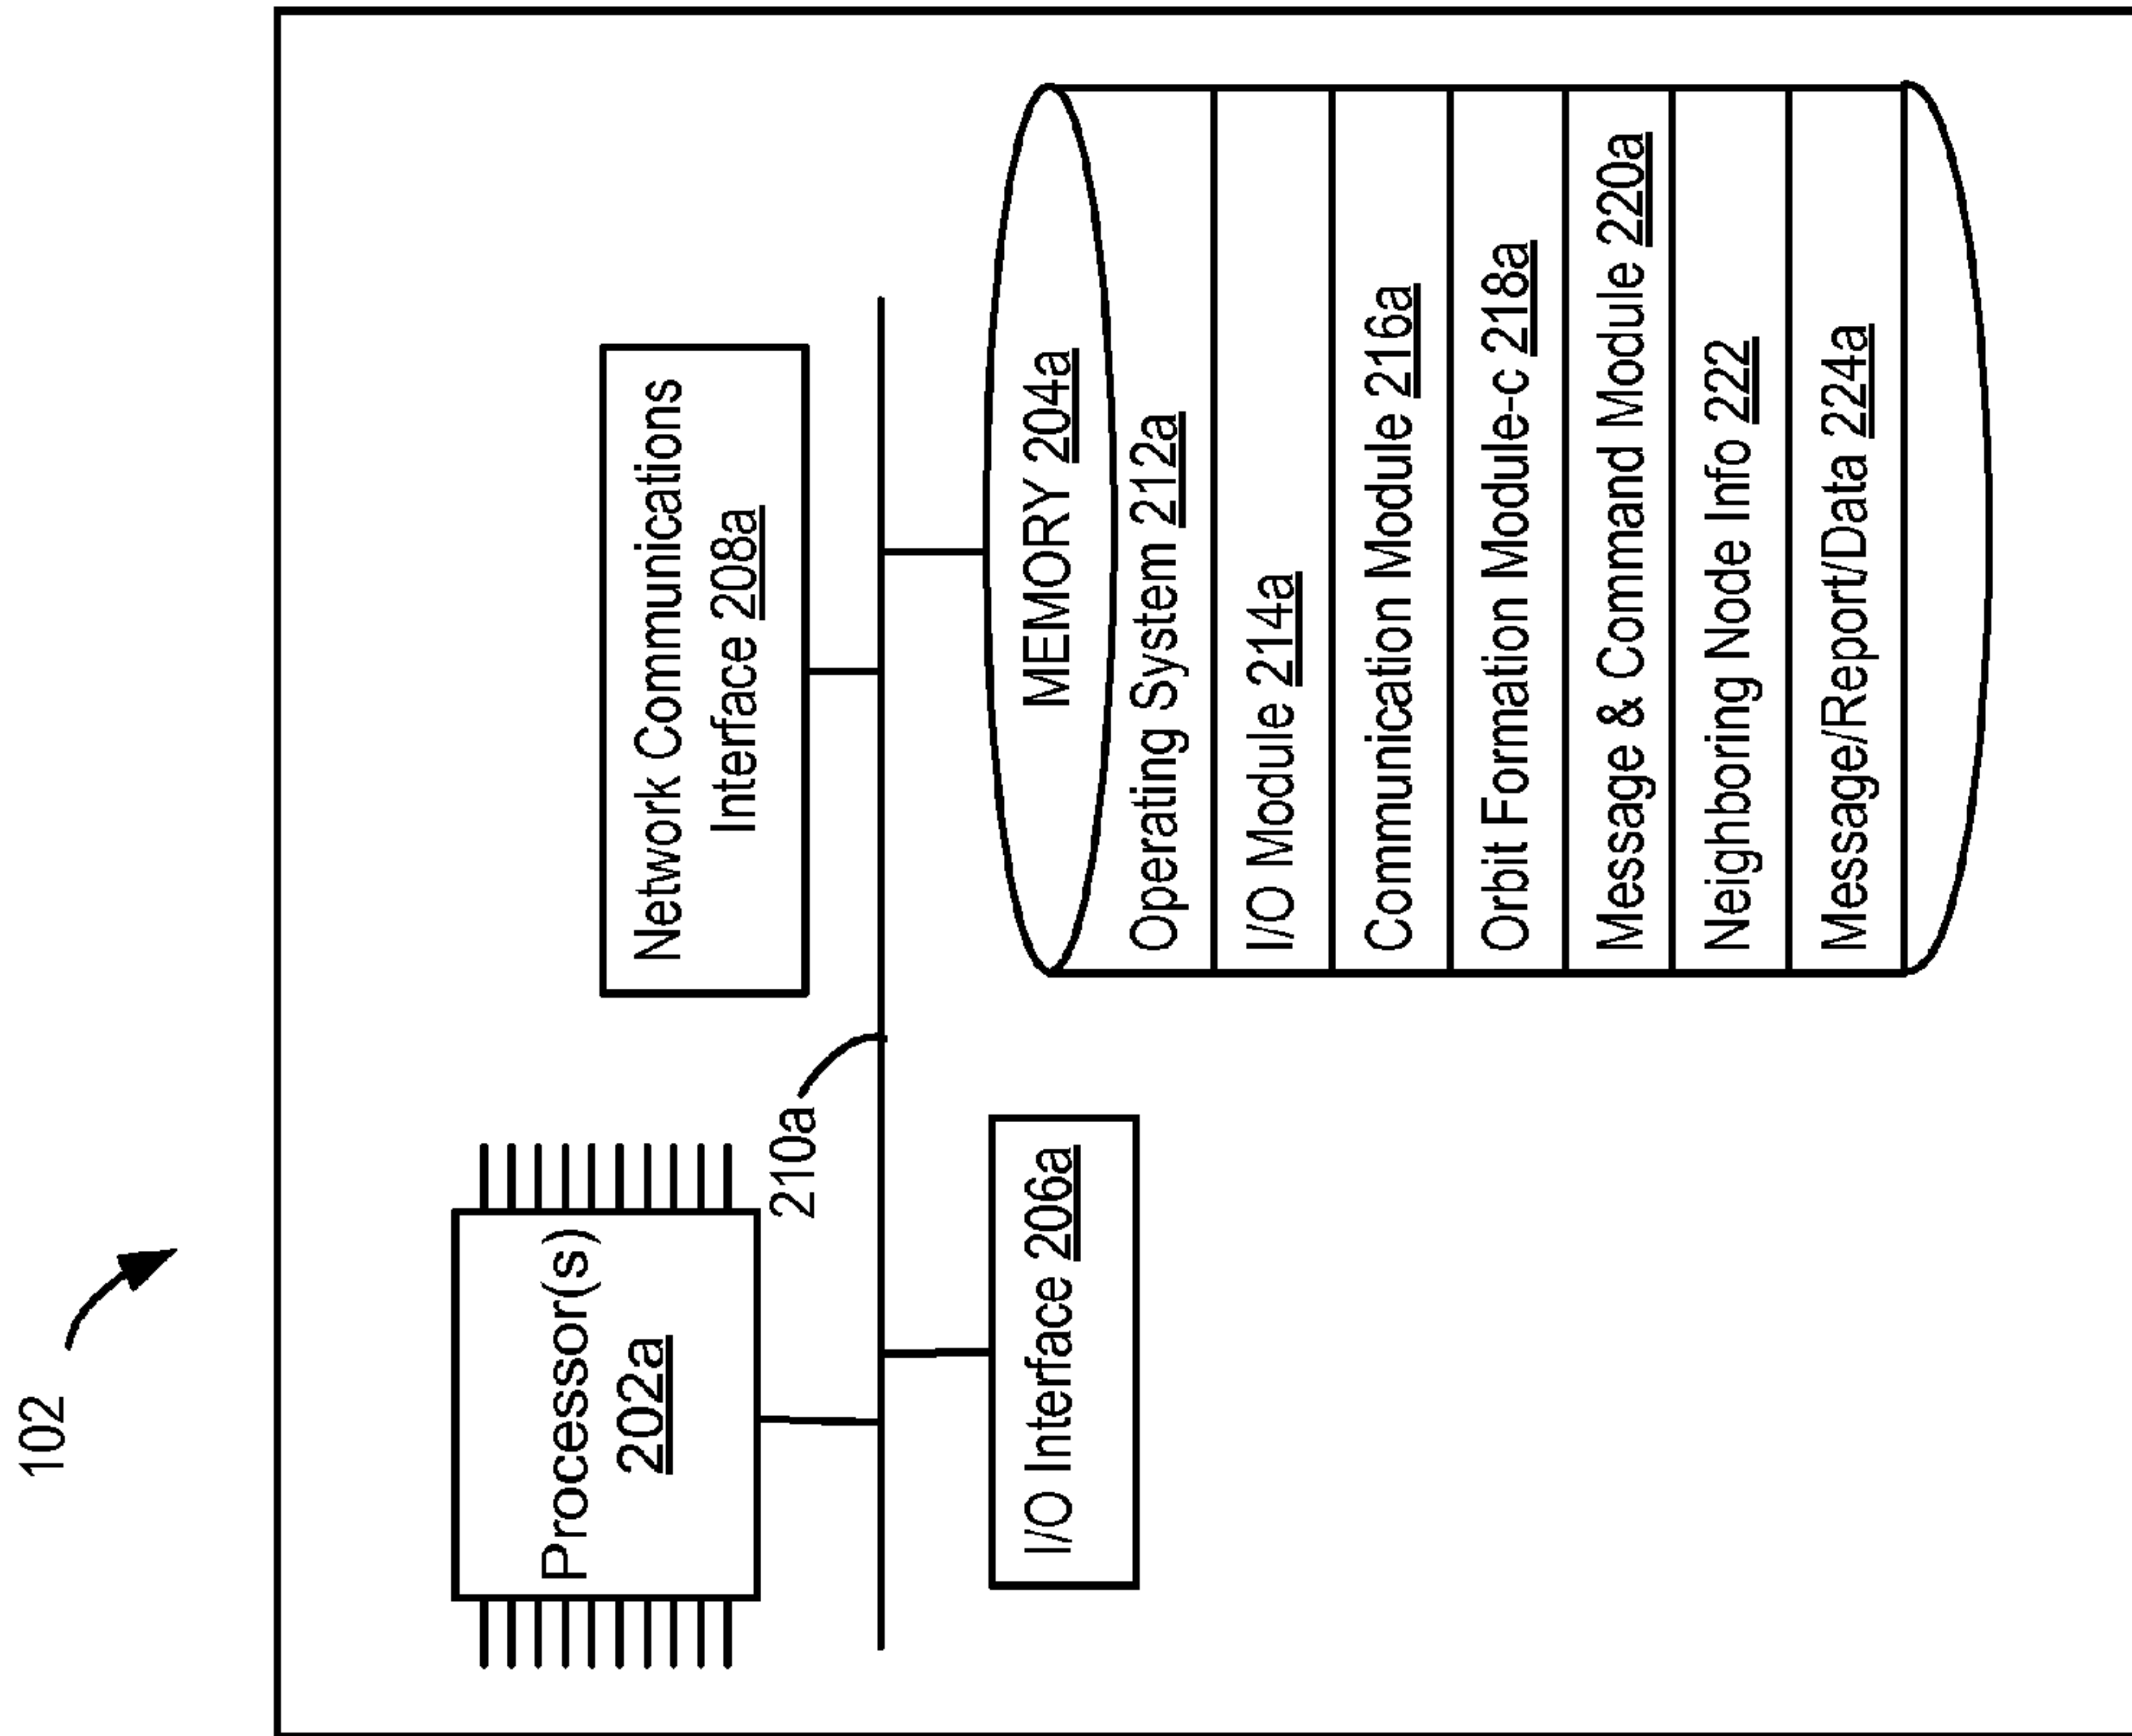 102
Processor(s)
202a
Network Communications
Interface 208a
210a
I/O Interface 206a
MEMORY 204a
Operating System 212a
I/O Module 214a
Communication Module 216a
Orbit Formation Module-c 218a
Message & Command Module 220a
Neighboring Node Info 222
Message/Report/Data 224a